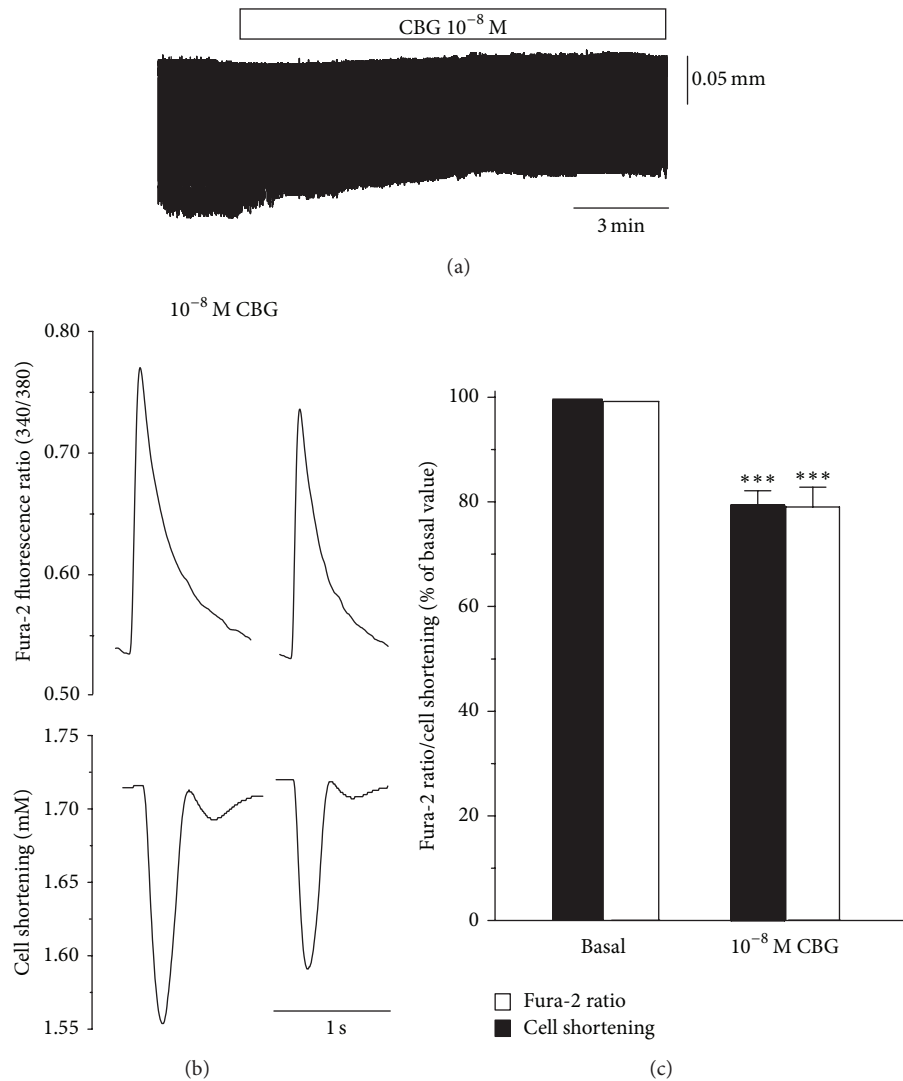 CBG 10⁻⁸ M
0.05 mm
3 min
(a)
10⁻⁸ M CBG
Fura-2 fluorescence ratio (340/380)
0.80
0.70
0.60
0.50
Cell shortening (mM)
1.75
1.70
1.65
1.60
1.55
1 s
(b)
Fura-2 ratio/cell shortening (% of basal value)
100
80
60
40
20
0
***
***
Basal
10⁻⁸ M CBG
Fura-2 ratio
Cell shortening
(c)